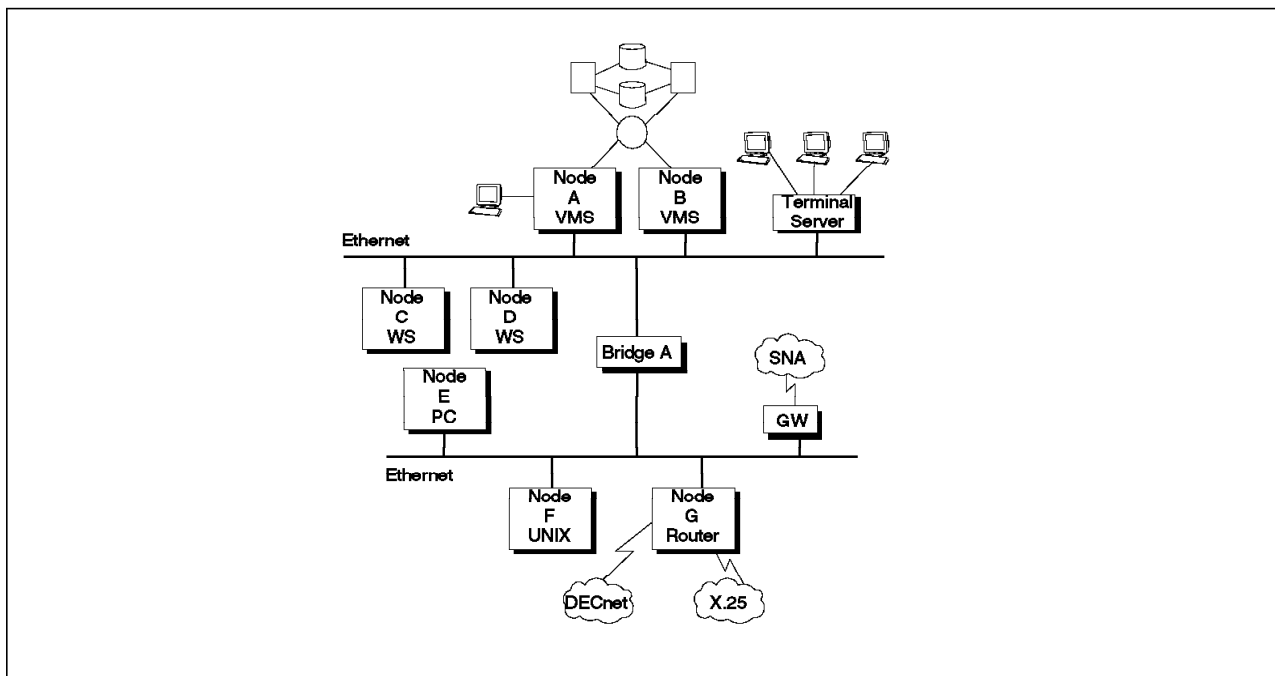 Node
A
VMS
Node
B
VMS
Terminal
Server
Ethernet
Node
C
WS
Node
D
WS
Bridge A
SNA
Node
E
PC
GW
Ethernet
Node
F
UNIX
Node
G
Router
DECnet
X.25